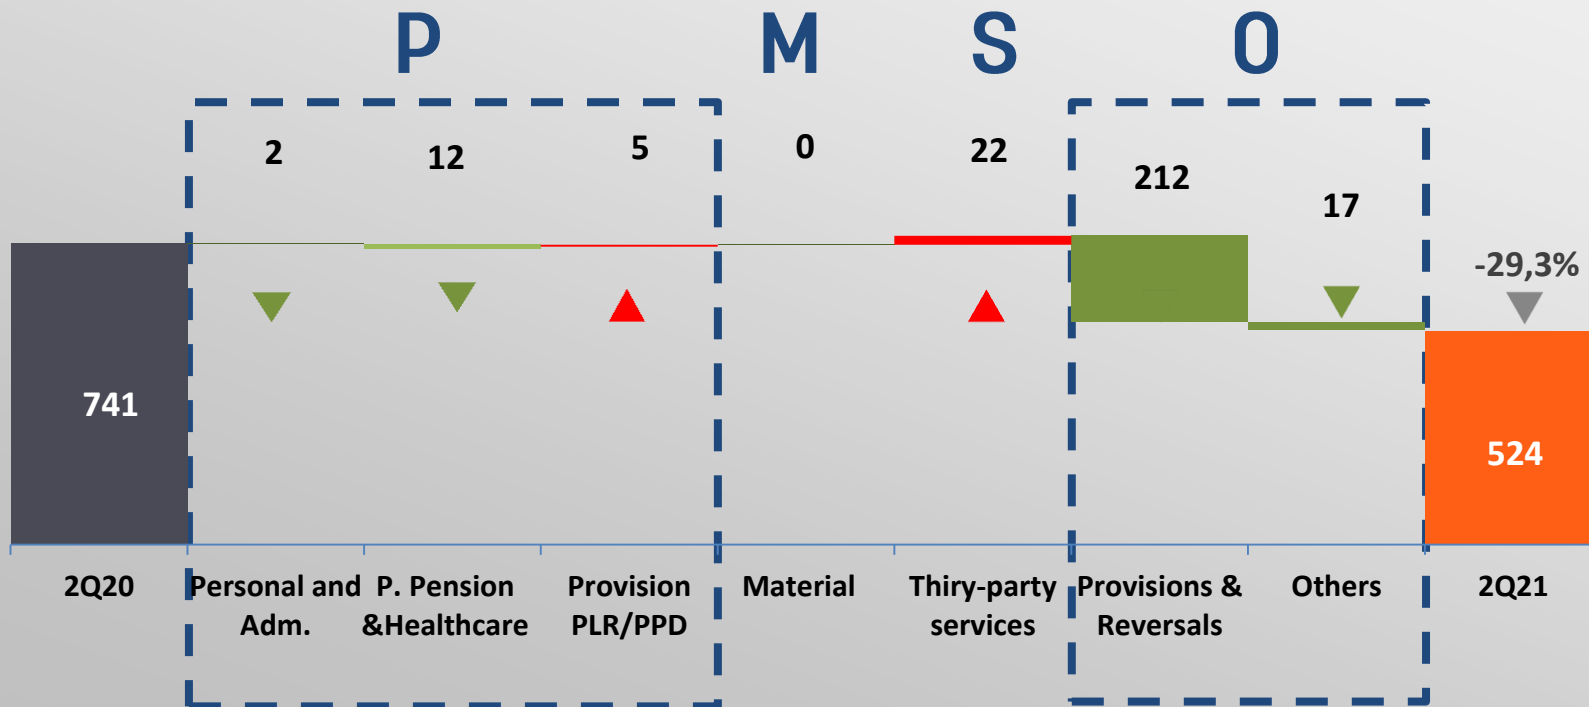 P M S O
2 12 5 0 22 212 17
-29,3%
741
524
2Q20 Personal and Adm. P. Pension &Healthcare Provision PLR/PPD Material Thiry-party services Provisions & Reversals Others 2Q21